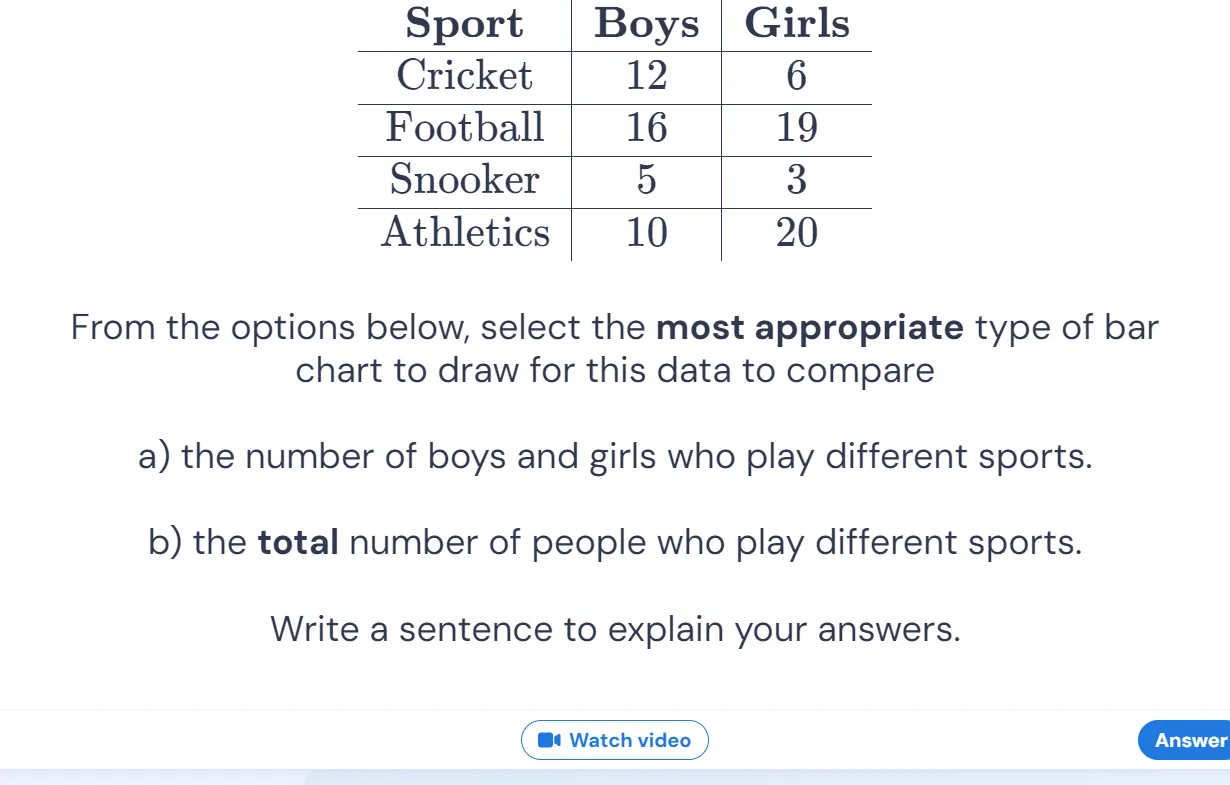 Sport Boys Girls
Cricket 12 6
Football 16 19
Snooker 5 3
Athletics 10 20
From the options below, select the most appropriate type of bar
chart to draw for this data to compare
a) the number of boys and girls who play different sports.
b) the total number of people who play different sports.
Write a sentence to explain your answers.
Watch video
Answer